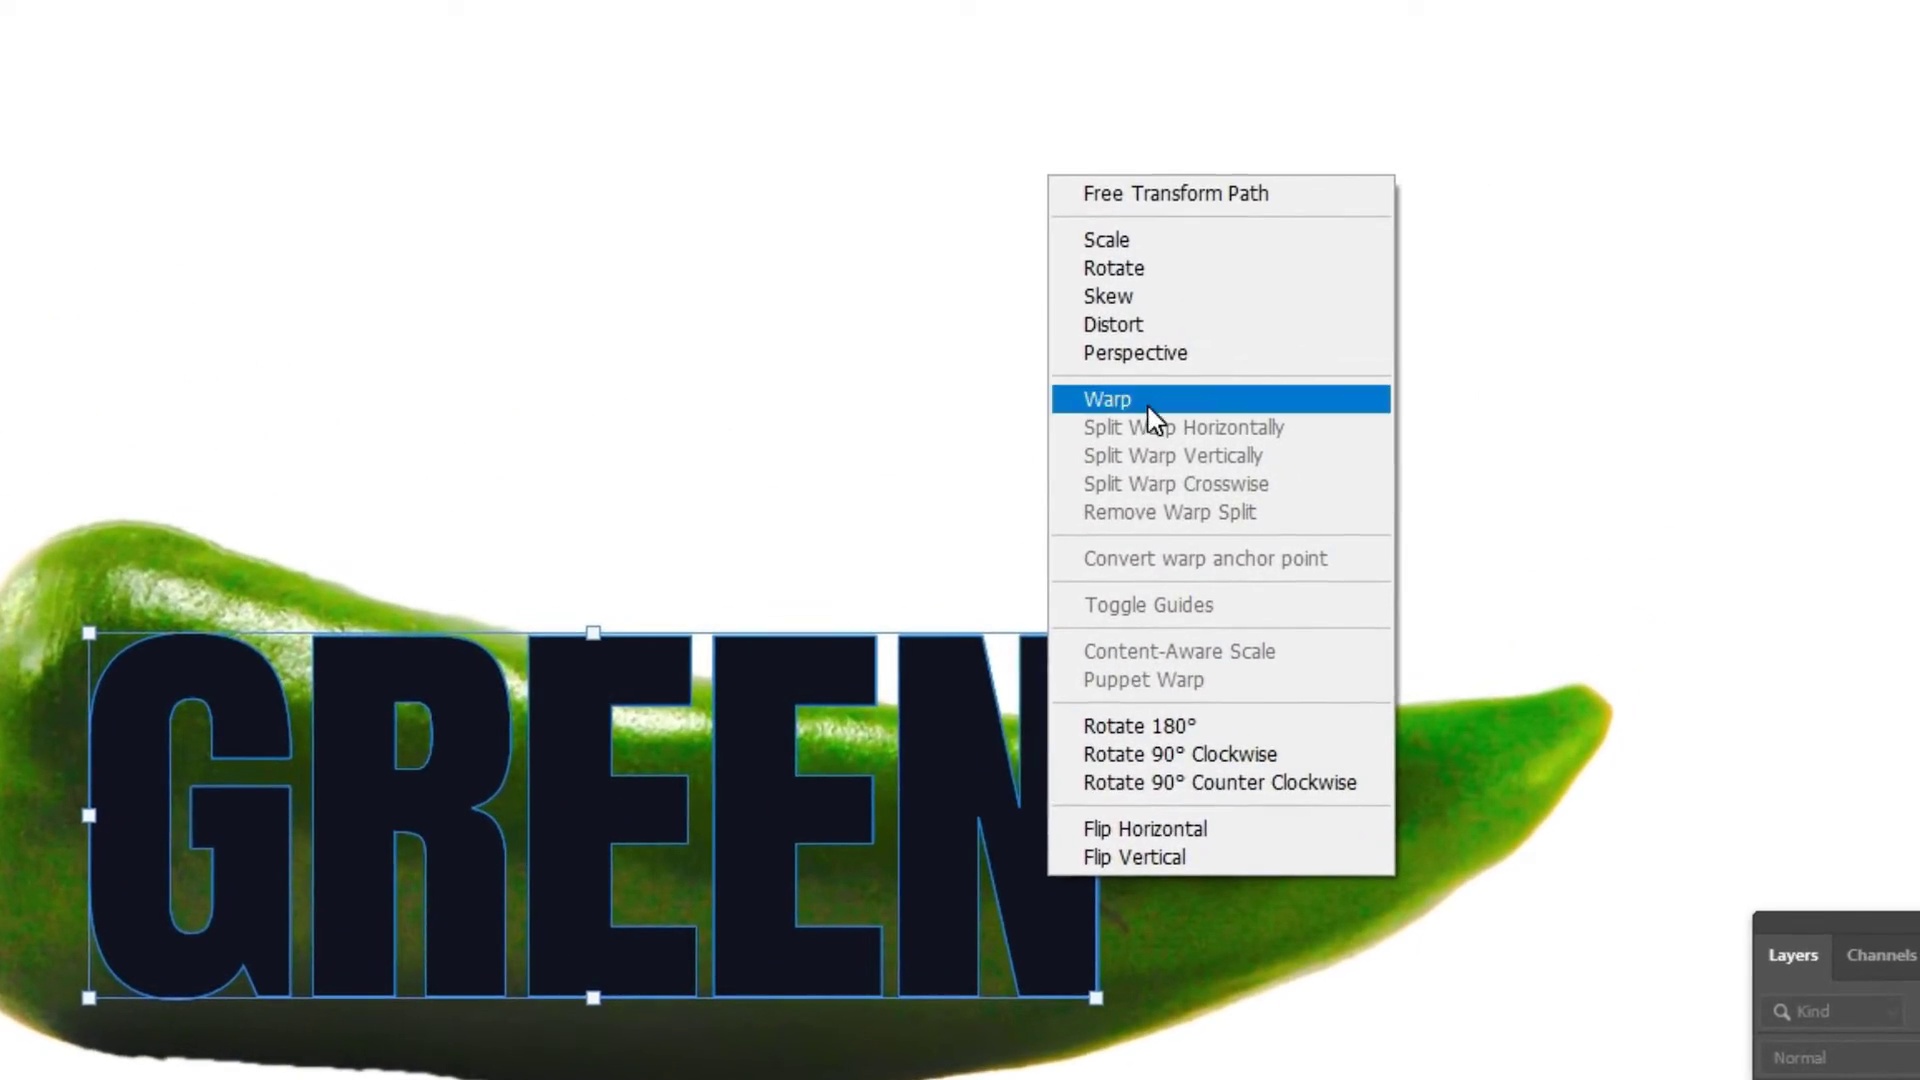 Free Transform Path
Scale
Rotate
Skew
Distort
Perspective
Warp
Split Warp Horizontally
Split Warp Vertically
Split Warp Crosswise
Remove Warp Split
Convert warp anchor point
Toggle Guides
Content-Aware Scale
Puppet Warp
Rotate 180°
Rotate 90° Clockwise
Rotate 90° Counter Clockwise
Flip Horizontal
Flip Vertical
GREEN
Layers Channels
Kind
Normal